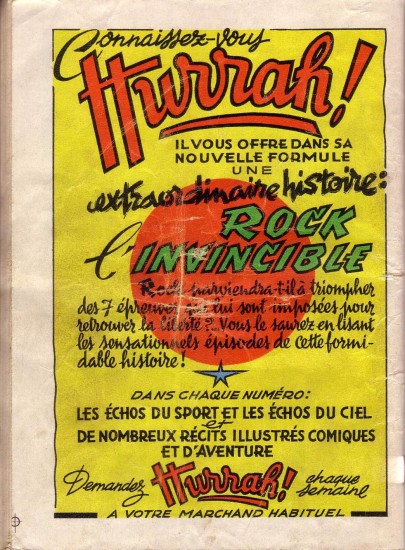 Connaissez-vous
Hurrah!
IL VOUS OFFRE DANS SA
NOUVELLE FORMULE
UNE
extraordinaire histoire:
ROCK
l'INVINCIBLE
Rock parviendra-t-il à triompher
des 7 épreuves qui lui sont imposées pour
retrouver la liberté? Vous le saurez en lisant
les sensationnels épisodes de cette formi-
dable histoire!
DANS CHAQUE NUMÉRO:
LES ÉCHOS DU SPORT ET LES ÉCHOS DU CIEL
et
DE NOMBREUX RÉCITS ILLUSTRÉS COMIQUES
ET D'AVENTURE
Demandez Hurrah! chaque semaine
A VOTRE MARCHAND HABITUEL